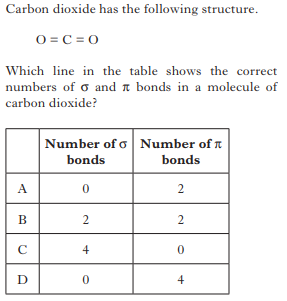 Carbon dioxide has the following structure.
O = C = O
Which line in the table shows the correct
numbers of σ and π bonds in a molecule of
carbon dioxide?
Number of σ bonds Number of π bonds
A 0 2
B 2 2
C 4 0
D 0 4